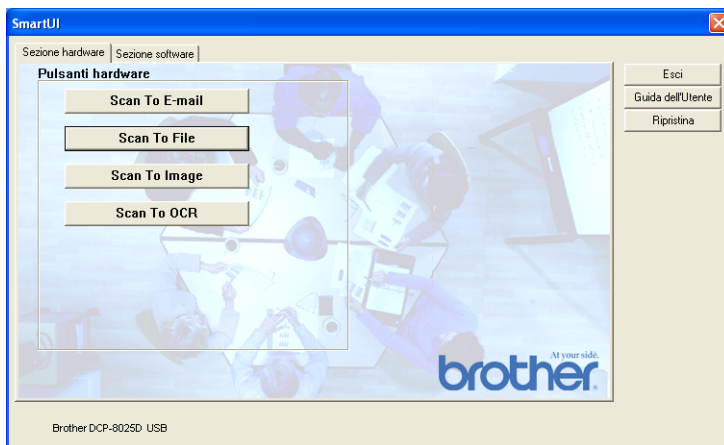 SmartUI
Sezione hardware Sezione software
Pulsanti hardware
Scan To E-mail
Scan To File
Scan To Image
Scan To OCR
Esci
Guida dell'Utente
Ripristina
At your side.
brother
Brother DCP-8025D USB